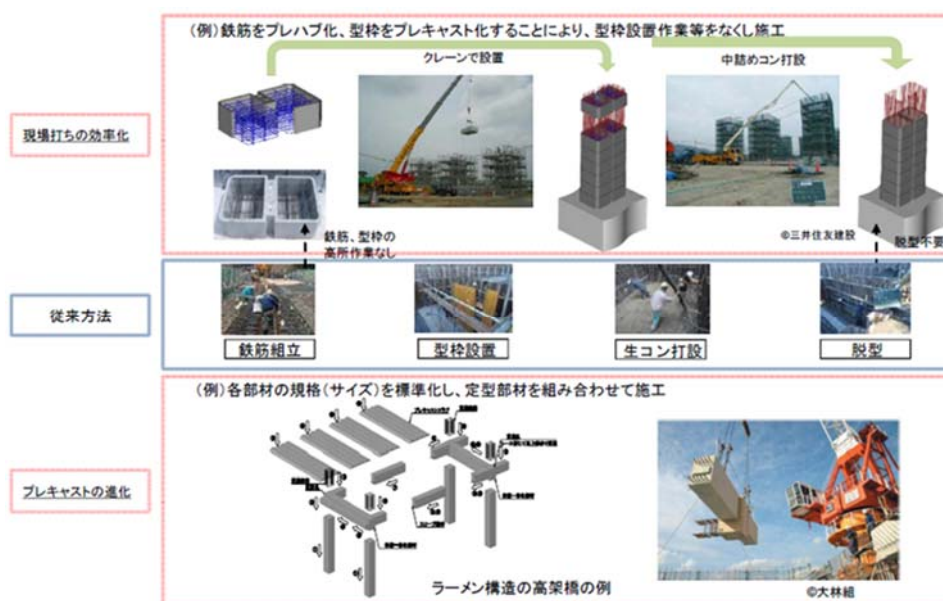 (例)鉄筋をプレハブ化、型枠をプレキャスト化することにより、型枠設置作業等をなくし施工
クレーンで設置
中詰めコン打設
現場打ちの効率化
鉄筋、型枠の
高所作業なし
©三井住友建設
脱型不要
従来方法
鉄筋組立
型枠設置
生コン打設
脱型
(例)各部材の規格(サイズ)を標準化し、定型部材を組み合わせて施工
プレキャストの進化
ラーメン構造の高架橋の例
©大林組